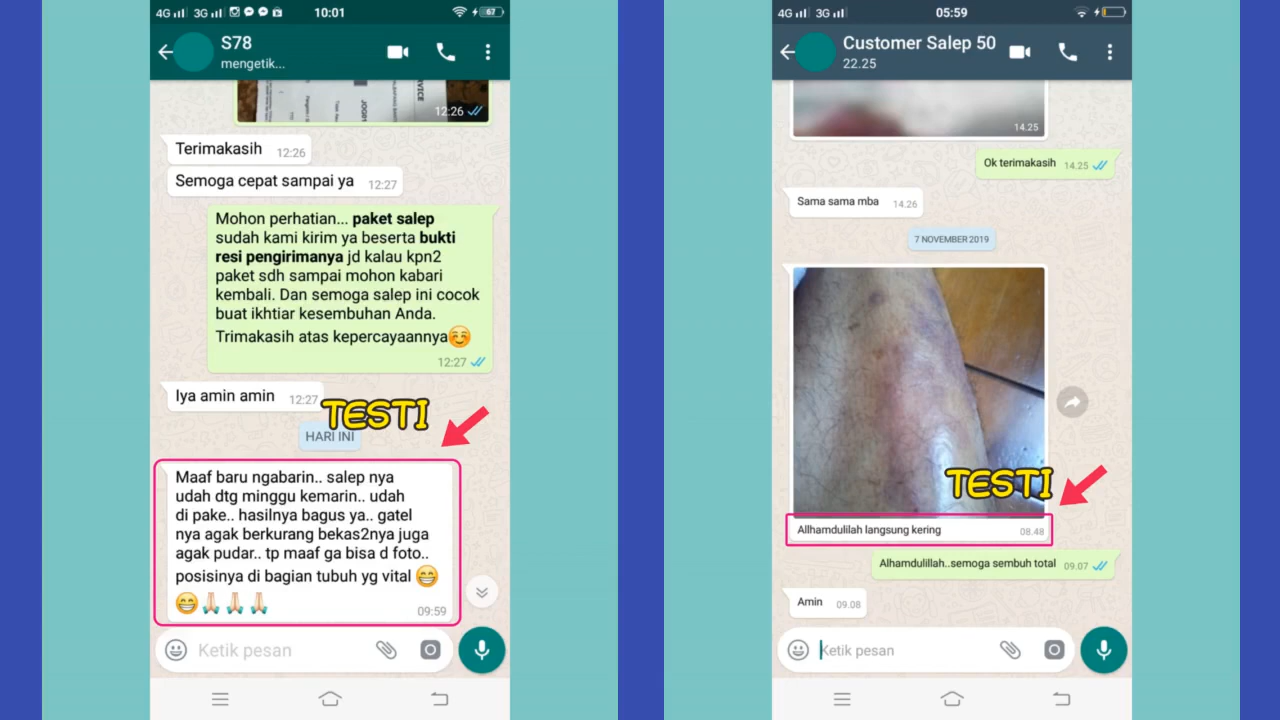 4G 3G 10:01 67
S78
mengetik...
12:26
Terimakasih 12:26
Semoga cepat sampai ya 12:27
Mohon perhatian... paket salep
sudah kami kirim ya beserta bukti
resi pengirimanya jd kalau kpn2
paket sdh sampai mohon kabari
kembali. Dan semoga salep ini cocok
buat ikhtiar kesembuhan Anda.
Trimakasih atas kepercayaannya☺️
12:27
Iya amin amin 12:27
TESTI
HARI INI
Maaf baru ngabarin.. salep nya
udah dtg minggu kemarin.. udah
di pake.. hasilnya bagus ya.. gatel
nya agak berkurang bekas2nya juga
agak pudar.. tp maaf ga bisa d foto..
posisinya di bagian tubuh yg vital 😁
😁🙏🏻🙏🏻🙏🏻 09:59
Ketik pesan
4G 3G 05:59
Customer Salep 50
22.25
14.25
Ok terimakasih 14.25
Sama sama mba 14.26
7 NOVEMBER 2019
TESTI
Allhamdulilah langsung kering 08.48
Alhamdulillah..semoga sembuh total 09.07
Amin 09.08
Ketik pesan